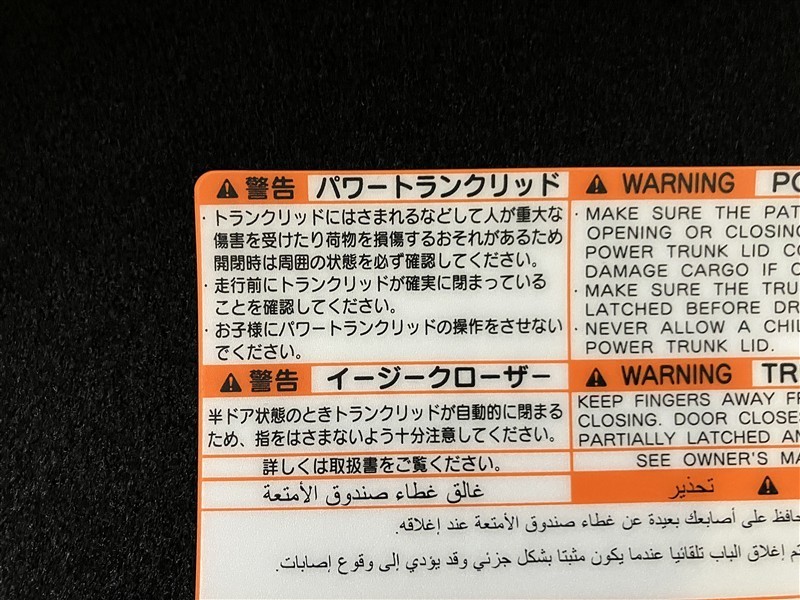 警告 パワートランクリッド
・トランクリッドにはさまれるなどして人が重大な
傷害を受けたり荷物を損傷するおそれがあるため
開閉時は周囲の状態を必ず確認してください。
・走行前にトランクリッドが確実に閉まっている
ことを確認してください。
・お子様にパワートランクリッドの操作をさせない
でください。
WARNING
・MAKE SURE THE
OPENING OR
POWER TRUNK LID
DAMAGE CARGO IF
・MAKE SURE THE
LATCHED BEFORE
・NEVER ALLOW A
POWER TRUNK LID.
警告 イージークローザー
半ドア状態のときトランクリッドが自動的に閉まる
ため、指をはさまないよう十分注意してください。
WARNING
KEEP FINGERS AWAY
CLOSING. DOOR
PARTIALLY LATCHED
詳しくは取扱書をご覧ください。
SEE OWNER'S
غالق غطاء صندوق الأمتعة
تحذير
على أصابعك بعيدة عن غطاء صندوق الأمتعة عند إغلاقه.
إغلاق الباب تلقائيا عندما يكون مثبتا بشكل جزئي وقد يؤدي إلى وقوع إصابات.